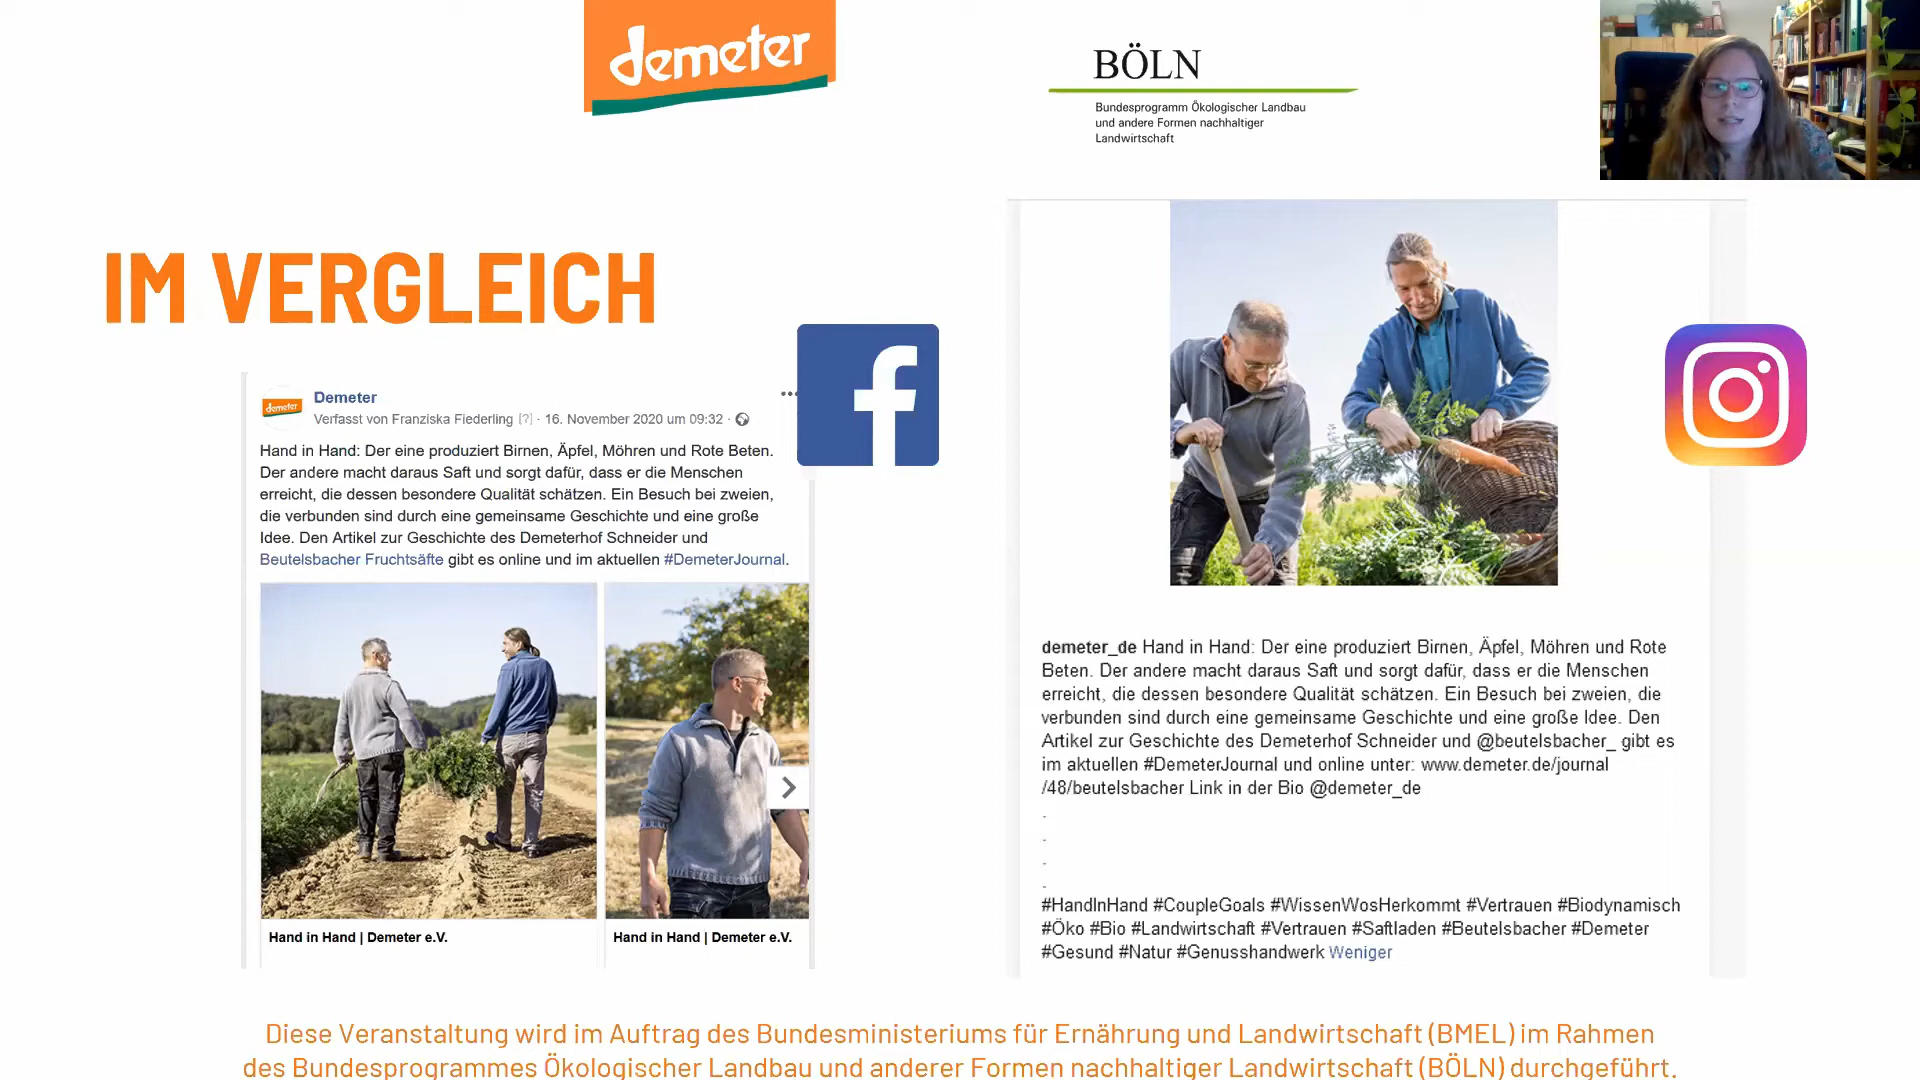 demeter
BÖLN
Bundesprogramm Ökologischer Landbau
und andere Formen nachhaltiger
Landwirtschaft
IM VERGLEICH
demeter
Demeter
Verfasst von Franziska Fiederling [?] · 16. November 2020 um 09:32 ·
Hand in Hand: Der eine produziert Birnen, Äpfel, Möhren und Rote Beten.
Der andere macht daraus Saft und sorgt dafür, dass er die Menschen
erreicht, die dessen besondere Qualität schätzen. Ein Besuch bei zweien,
die verbunden sind durch eine gemeinsame Geschichte und eine große
Idee. Den Artikel zur Geschichte des Demeterhof Schneider und
Beutelsbacher Fruchtsäfte gibt es online und im aktuellen #DemeterJournal.
Hand in Hand | Demeter e.V.
Hand in Hand | Demeter e.V.
demeter_de Hand in Hand: Der eine produziert Birnen, Äpfel, Möhren und Rote
Beten. Der andere macht daraus Saft und sorgt dafür, dass er die Menschen
erreicht, die dessen besondere Qualität schätzen. Ein Besuch bei zweien, die
verbunden sind durch eine gemeinsame Geschichte und eine große Idee. Den
Artikel zur Geschichte des Demeterhof Schneider und @beutelsbacher_ gibt es
im aktuellen #DemeterJournal und online unter: www.demeter.de/journal
/48/beutelsbacher Link in der Bio @demeter_de
.
.
.
.
#HandInHand #CoupleGoals #WissenWosHerkommt #Vertrauen #Biodynamisch
#Öko #Bio #Landwirtschaft #Vertrauen #Saftladen #Beutelsbacher #Demeter
#Gesund #Natur #Genusshandwerk Weniger
Diese Veranstaltung wird im Auftrag des Bundesministeriums für Ernährung und Landwirtschaft (BMEL) im Rahmen
des Bundesprogrammes Ökologischer Landbau und anderer Formen nachhaltiger Landwirtschaft (BÖLN) durchgeführt.